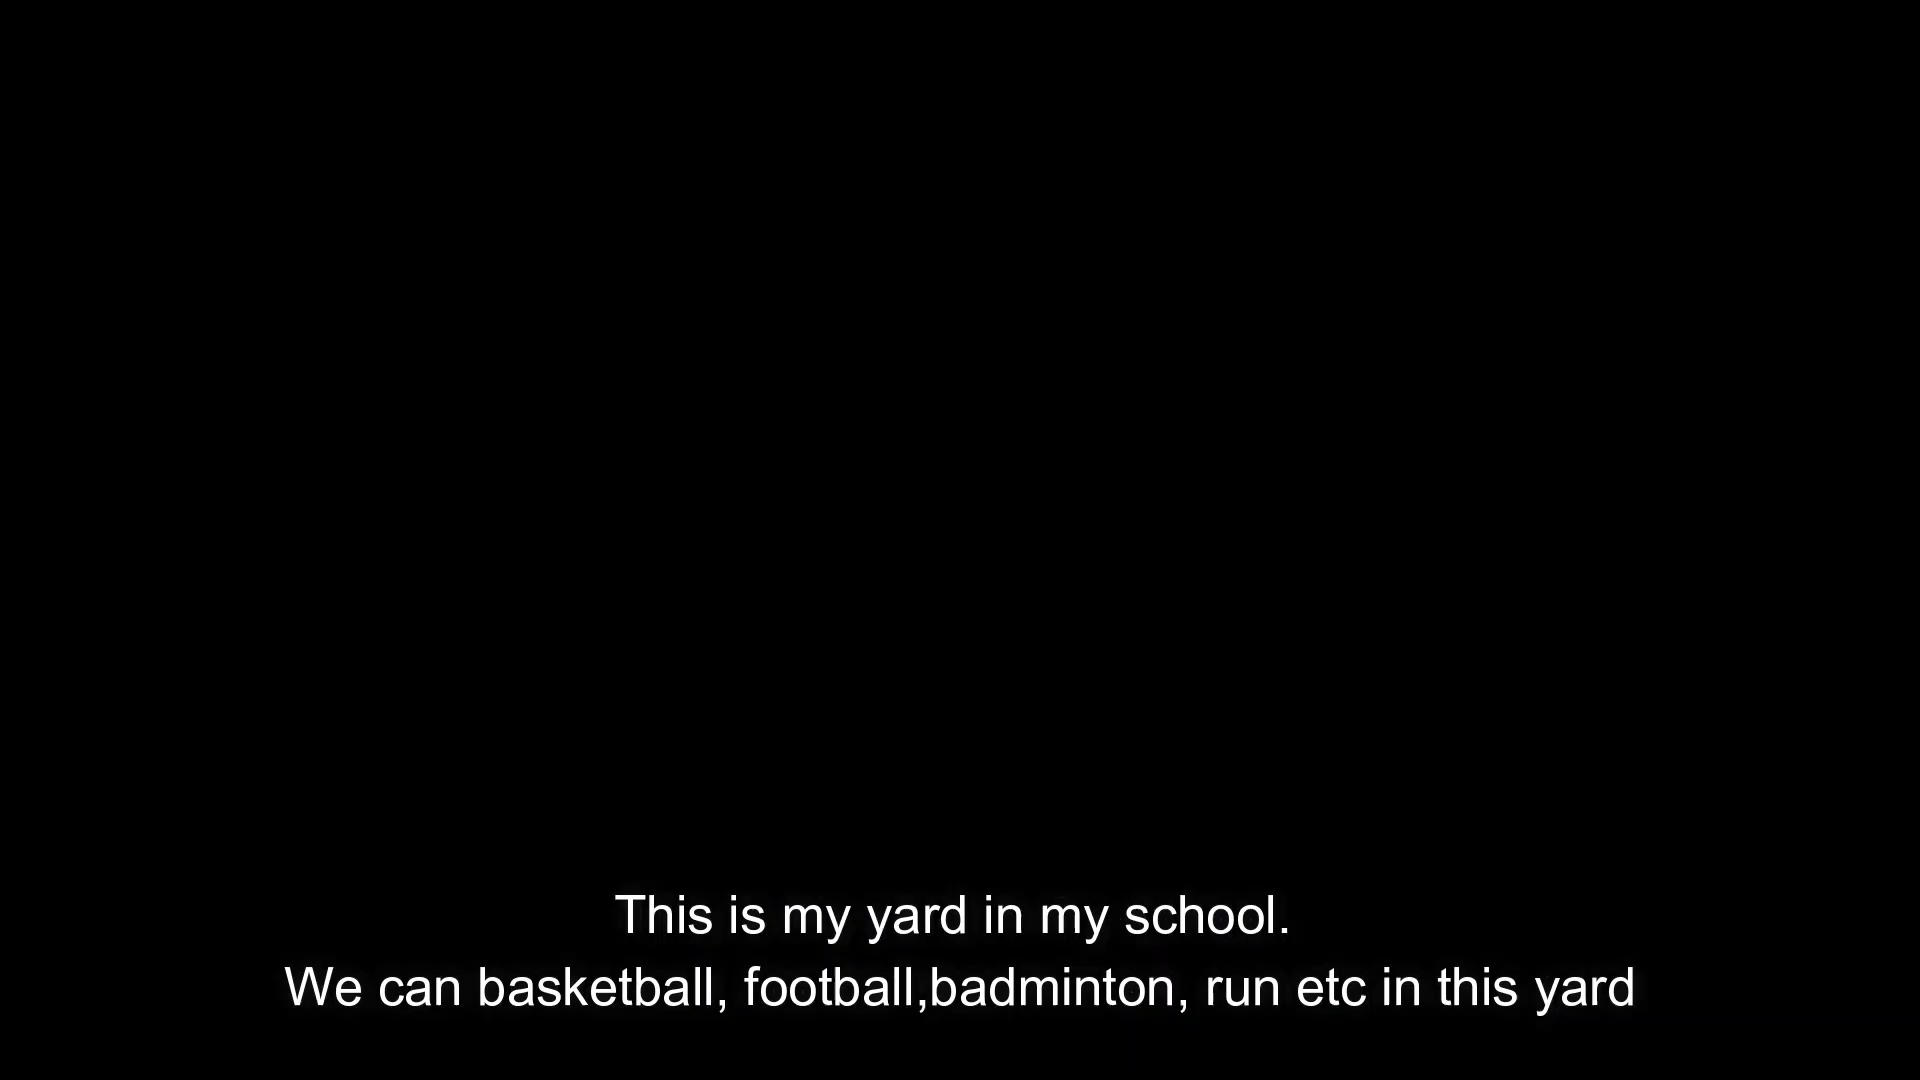 This is my yard in my school.
We can basketball, football,badminton, run etc in this yard